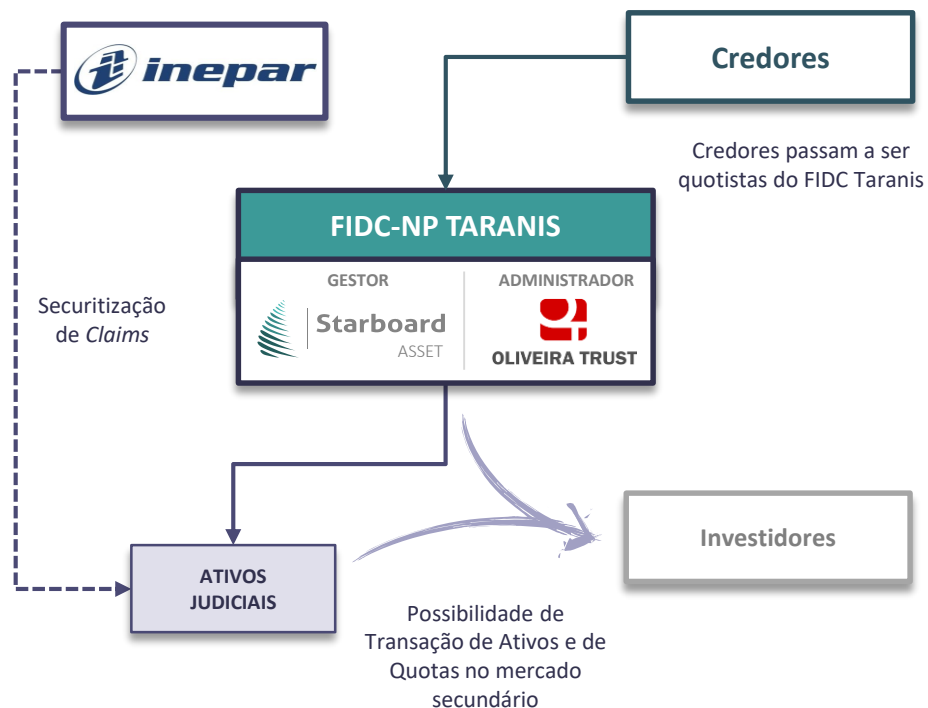 inepar
Credores
Credores passam a ser
quotistas do FIDC Taranis
FIDC-NP TARANIS
GESTOR
Starboard
ASSET
ADMINISTRADOR
OLIVEIRA TRUST
Securitização
de Claims
Investidores
ATIVOS
JUDICIAIS
Possibilidade de
Transação de Ativos e de
Quotas no mercado
secundário